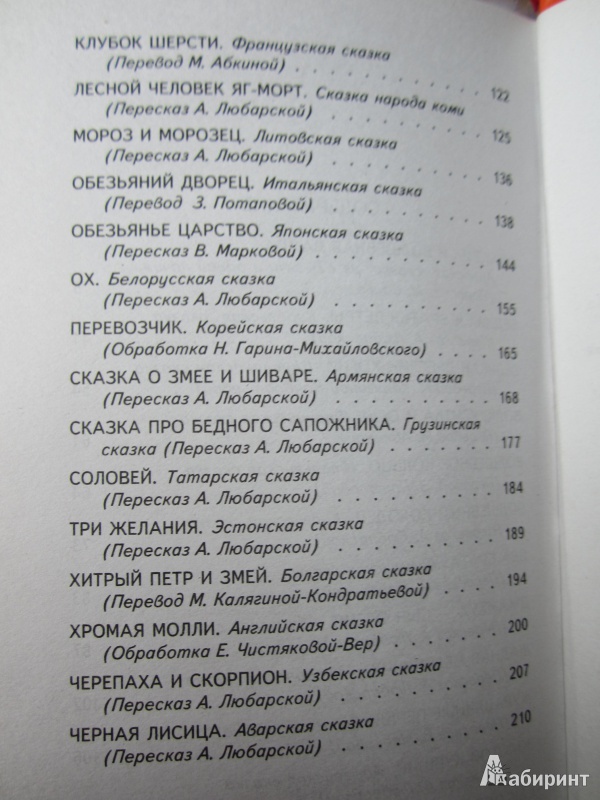 КЛУБОК ШЕРСТИ. Французская сказка
(Перевод М. Абкиной) . . . . . . . . . . . . 122
ЛЕСНОЙ ЧЕЛОВЕК ЯГ-МОРТ. Сказка народа коми
(Пересказ А. Любарской) . . . . . . . . . . 125
МОРОЗ И МОРОЗЕЦ. Литовская сказка
(Пересказ А. Любарской) . . . . . . . . . . 136
ОБЕЗЬЯНИЙ ДВОРЕЦ. Итальянская сказка
(Перевод З. Потаповой) . . . . . . . . . . 138
ОБЕЗЬЯНЬЕ ЦАРСТВО. Японская сказка
(Пересказ В. Марковой) . . . . . . . . . . 144
ОХ. Белорусская сказка
(Пересказ А. Любарской) . . . . . . . . . . 155
ПЕРЕВОЗЧИК. Корейская сказка
(Обработка Н. Гарина-Михайловского) . . . . 165
СКАЗКА О ЗМЕЕ И ШИВАРЕ. Армянская сказка
(Пересказ А. Любарской) . . . . . . . . . . 168
СКАЗКА ПРО БЕДНОГО САПОЖНИКА. Грузинская
сказка (Пересказ А. Любарской) . . . . . . . 177
СОЛОВЕЙ. Татарская сказка
(Пересказ А. Любарской) . . . . . . . . . . 184
ТРИ ЖЕЛАНИЯ. Эстонская сказка
(Пересказ А. Любарской) . . . . . . . . . . 189
ХИТРЫЙ ПЕТР И ЗМЕЙ. Болгарская сказка
(Перевод М. Калягиной-Кондратьевой) . . . . 194
ХРОМАЯ МОЛЛИ. Английская сказка
(Обработка Е. Чистяковой-Вер) . . . . . . . 200
ЧЕРЕПАХА И СКОРПИОН. Узбекская сказка
(Пересказ А. Любарской) . . . . . . . . . . 207
ЧЕРНАЯ ЛИСИЦА. Аварская сказка
(Пересказ А. Любарской) . . . . . . . . . . 210
Лабиринт